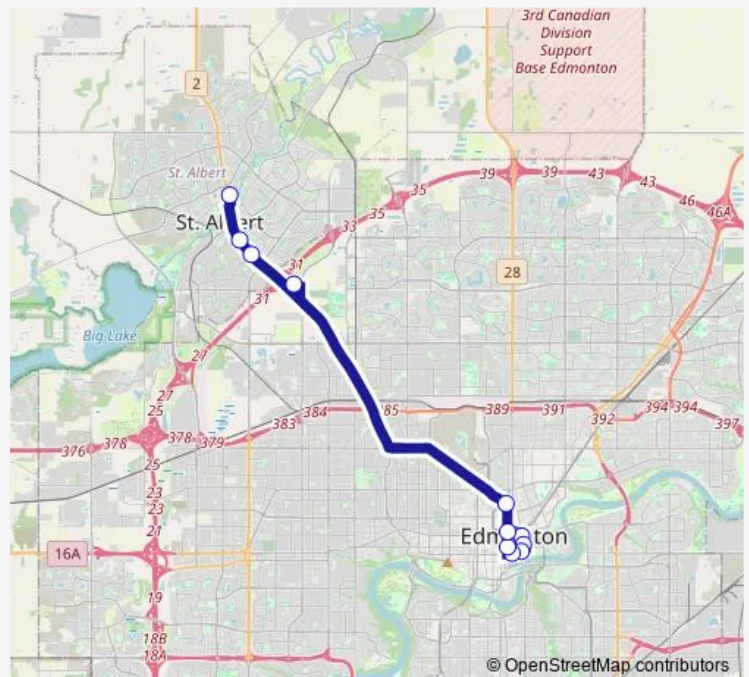 3rd Canadian
Division
Support
Base Edmonton
2
39
39
43
43
St. Albert
35
46
35
46A
33
St. Albert
31
28
31
Big Lake
27
27
25
384
385
389
391
394
394
378
378
383
392
397
376
379
25
23
23
21
Edmonton
16A
19
18B
18A
© OpenStreetMap contributors